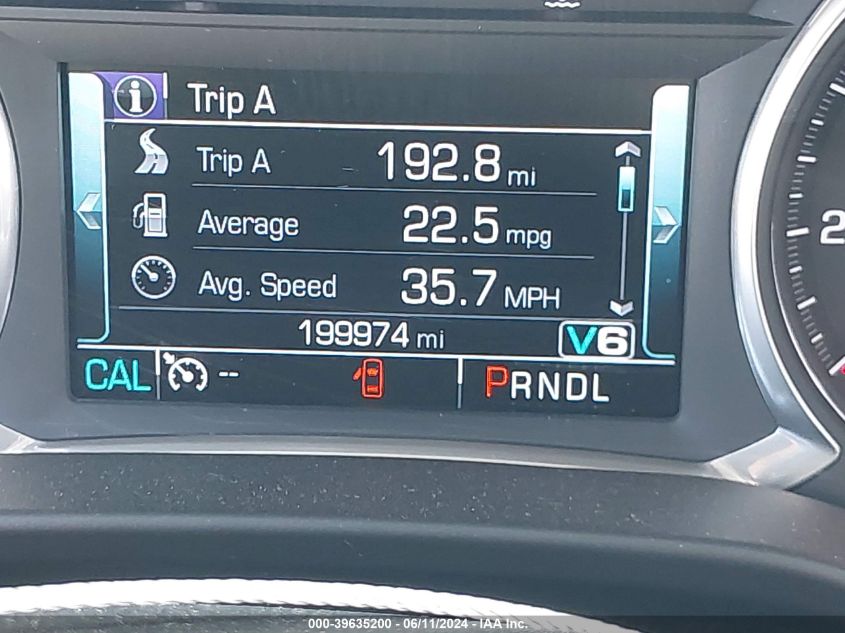 Trip A
Trip A 192.8 mi
Average 22.5 mpg
Avg. Speed 35.7 MPH
199974 mi V6
CAL -- PRNDL
2
000-39635200 - 06/11/2024 - IAA Inc.